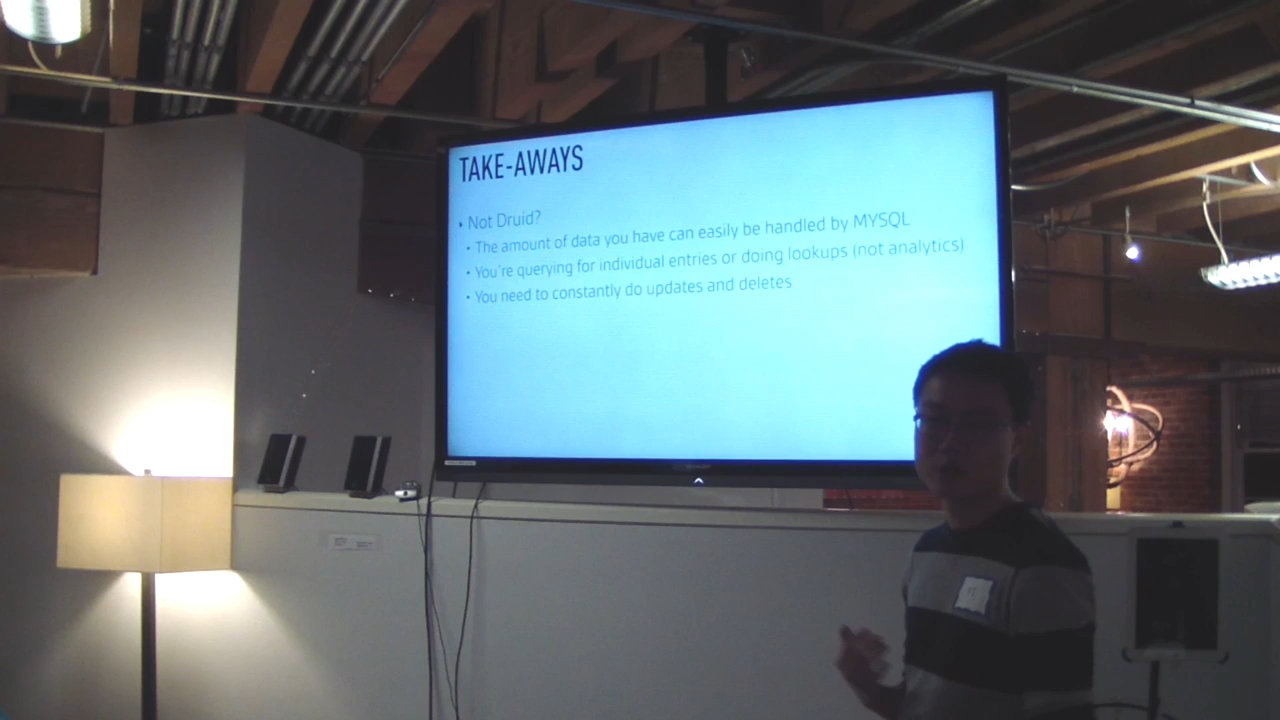 TAKE-AWAYS
Not Druid?
The amount of data you have can easily be handled by MYSQL
You're querying for individual entries or doing lookups (not analytics)
You need to constantly do updates and deletes